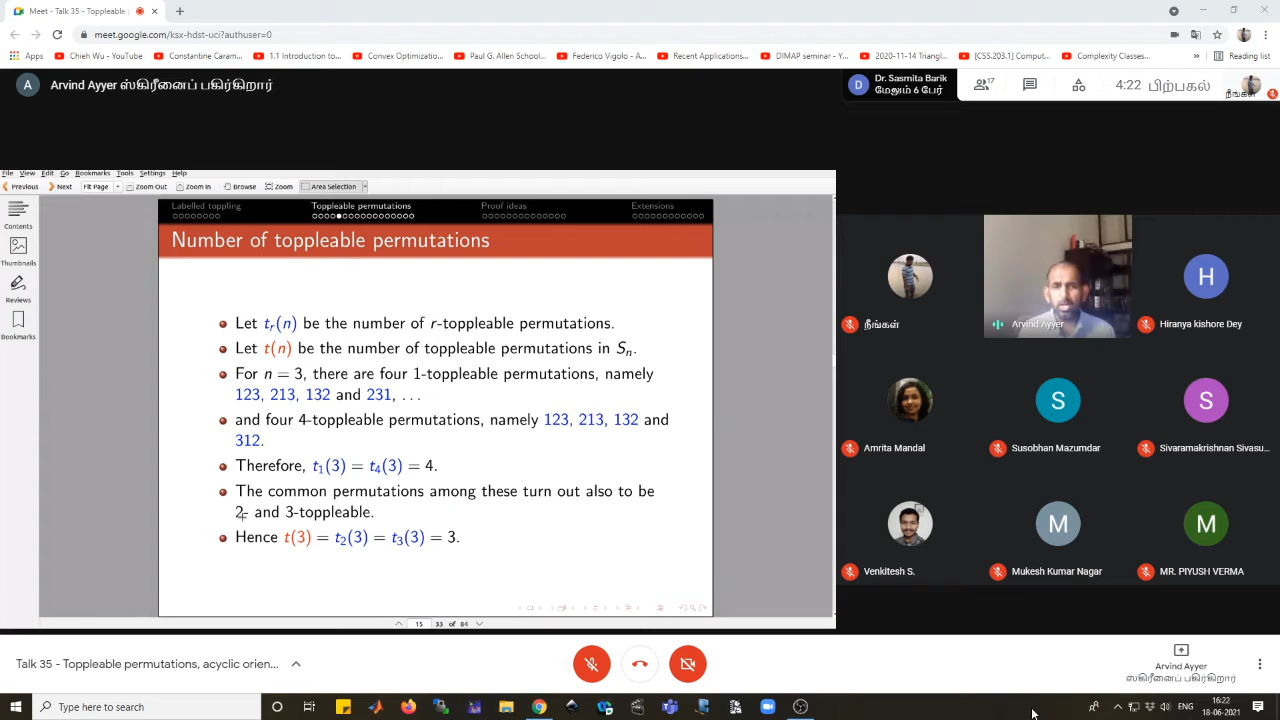 Meet - Talk 35 - Toppleable
meet.google.com/ksx-hdst-uci?authuser=0
Apps Chieh Wu - YouTube Constantine Caram... 1.1 Introduction to... Convex Optimizatio... Paul G. Allen School... Federico Vigolo - A... Recent Applications... DIMAP seminar - Y... 2020-11-14 Triangl... [CSS.203.1] Comput... Complexity Classes... » Reading list
A Arvind Ayyer ஸ்கிரீனைப் பகிர்கிறார்
D Dr. Sasmita Barik
மேலும் 6 பேர்
17
4:22 பிற்பகல்
நீங்கள்
File View Edit Go Bookmarks Tools Settings Help
Previous Next Fit Page Zoom Out Zoom In Browse Zoom Area Selection
Contents
Thumbnails
Reviews
Bookmarks
Labelled toppling Toppleable permutations Proof ideas Extensions
Number of toppleable permutations
Let tᵣ(n) be the number of r-toppleable permutations.
Let t(n) be the number of toppleable permutations in Sₙ.
For n = 3, there are four 1-toppleable permutations, namely
123, 213, 132 and 231, . . .
and four 4-toppleable permutations, namely 123, 213, 132 and
312.
Therefore, t₁(3) = t₄(3) = 4.
The common permutations among these turn out also to be
2- and 3-toppleable.
Hence t(3) = t₂(3) = t₃(3) = 3.
15 33 of 84
நீங்கள்
Arvind Ayyer
H
Hiranya kishore Dey
Amrita Mandal
S
Susobhan Mazumdar
S
Sivaramakrishnan Sivasu...
Venkitesh S.
M
Mukesh Kumar Nagar
M
MR. PIYUSH VERMA
Talk 35 - Toppleable permutations, acyclic orien...
Arvind Ayyer
ஸ்கிரீனைப் பகிர்கிறார்
Type here to search
ENG
16:22
18-06-2021